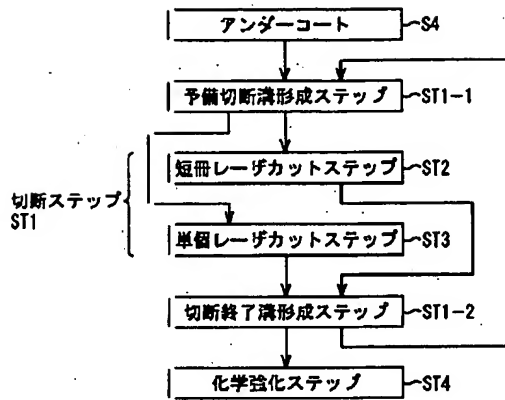 アンダーコート S4
予備切断溝形成ステップ ST1-1
短冊レーザカットステップ ST2
切断ステップ
ST1
単個レーザカットステップ ST3
切断終了溝形成ステップ ST1-2
化学強化ステップ ST4